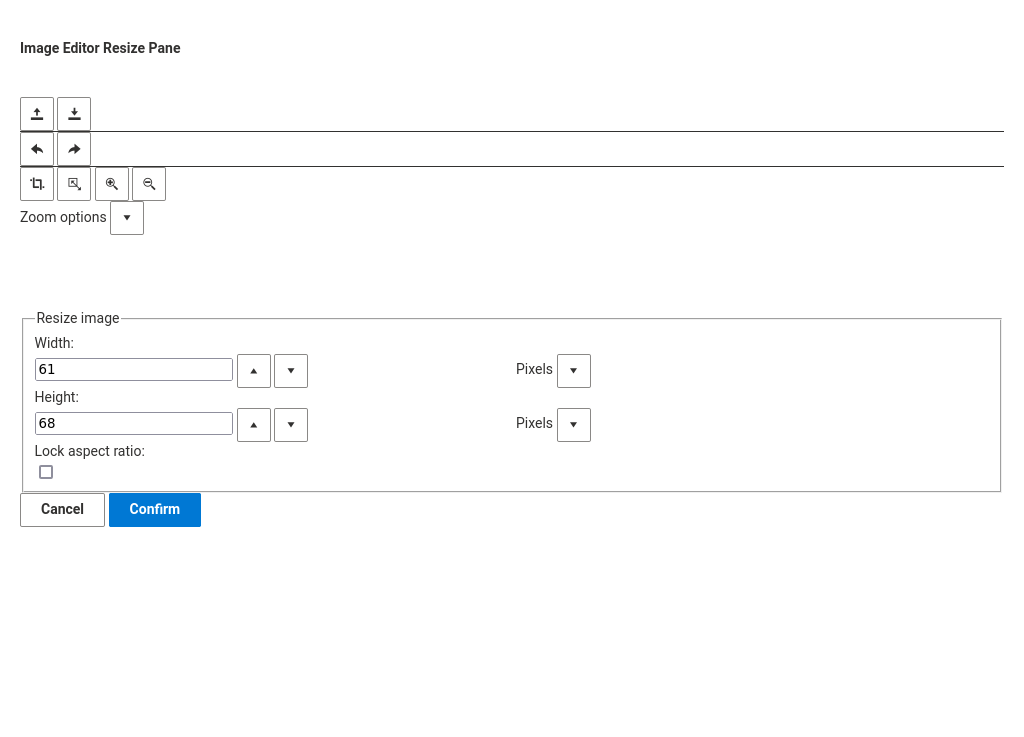 Image Editor Resize Pane
Zoom options
Resize image
Width:
61 Pixels
Height:
68 Pixels
Lock aspect ratio:
Cancel Confirm